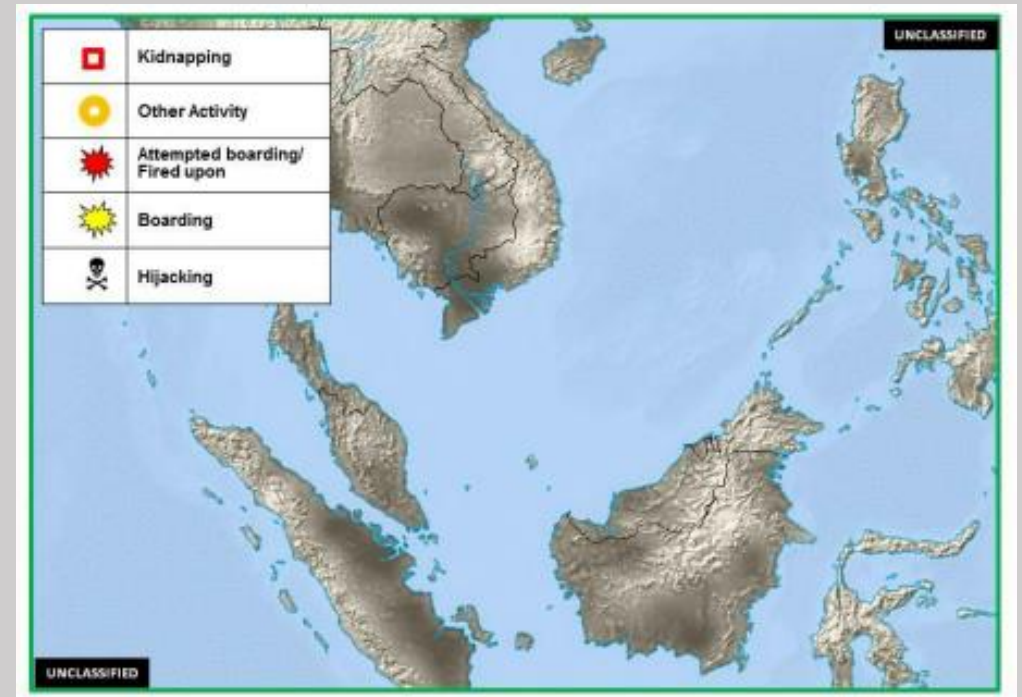 UNCLASSIFIED
Kidnapping
Other Activity
Attempted boarding/
Fired upon
Boarding
Hijacking
UNCLASSIFIED